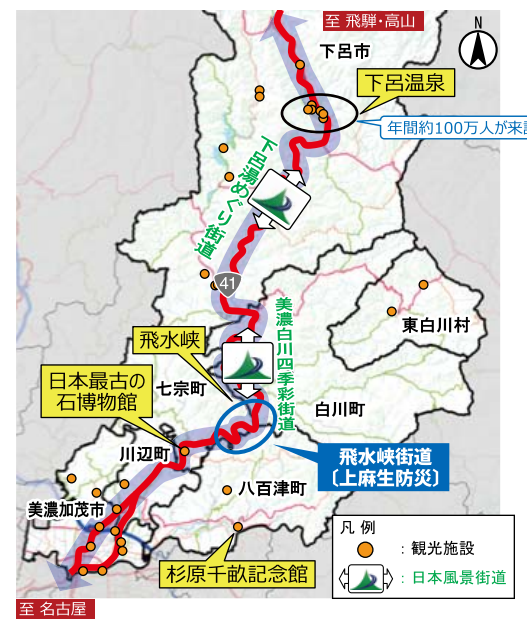 至 飛騨・高山
N
下呂市
下呂温泉
年間約100万人が来訪
下呂湯めぐり街道
41
美濃白川四季彩街道
東白川村
飛水峡
日本最古の
石博物館
七宗町
白川町
川辺町
飛水峡街道
〔上麻生防災〕
八百津町
美濃加茂市
杉原千畝記念館
凡 例
：観光施設
：日本風景街道
至 名古屋